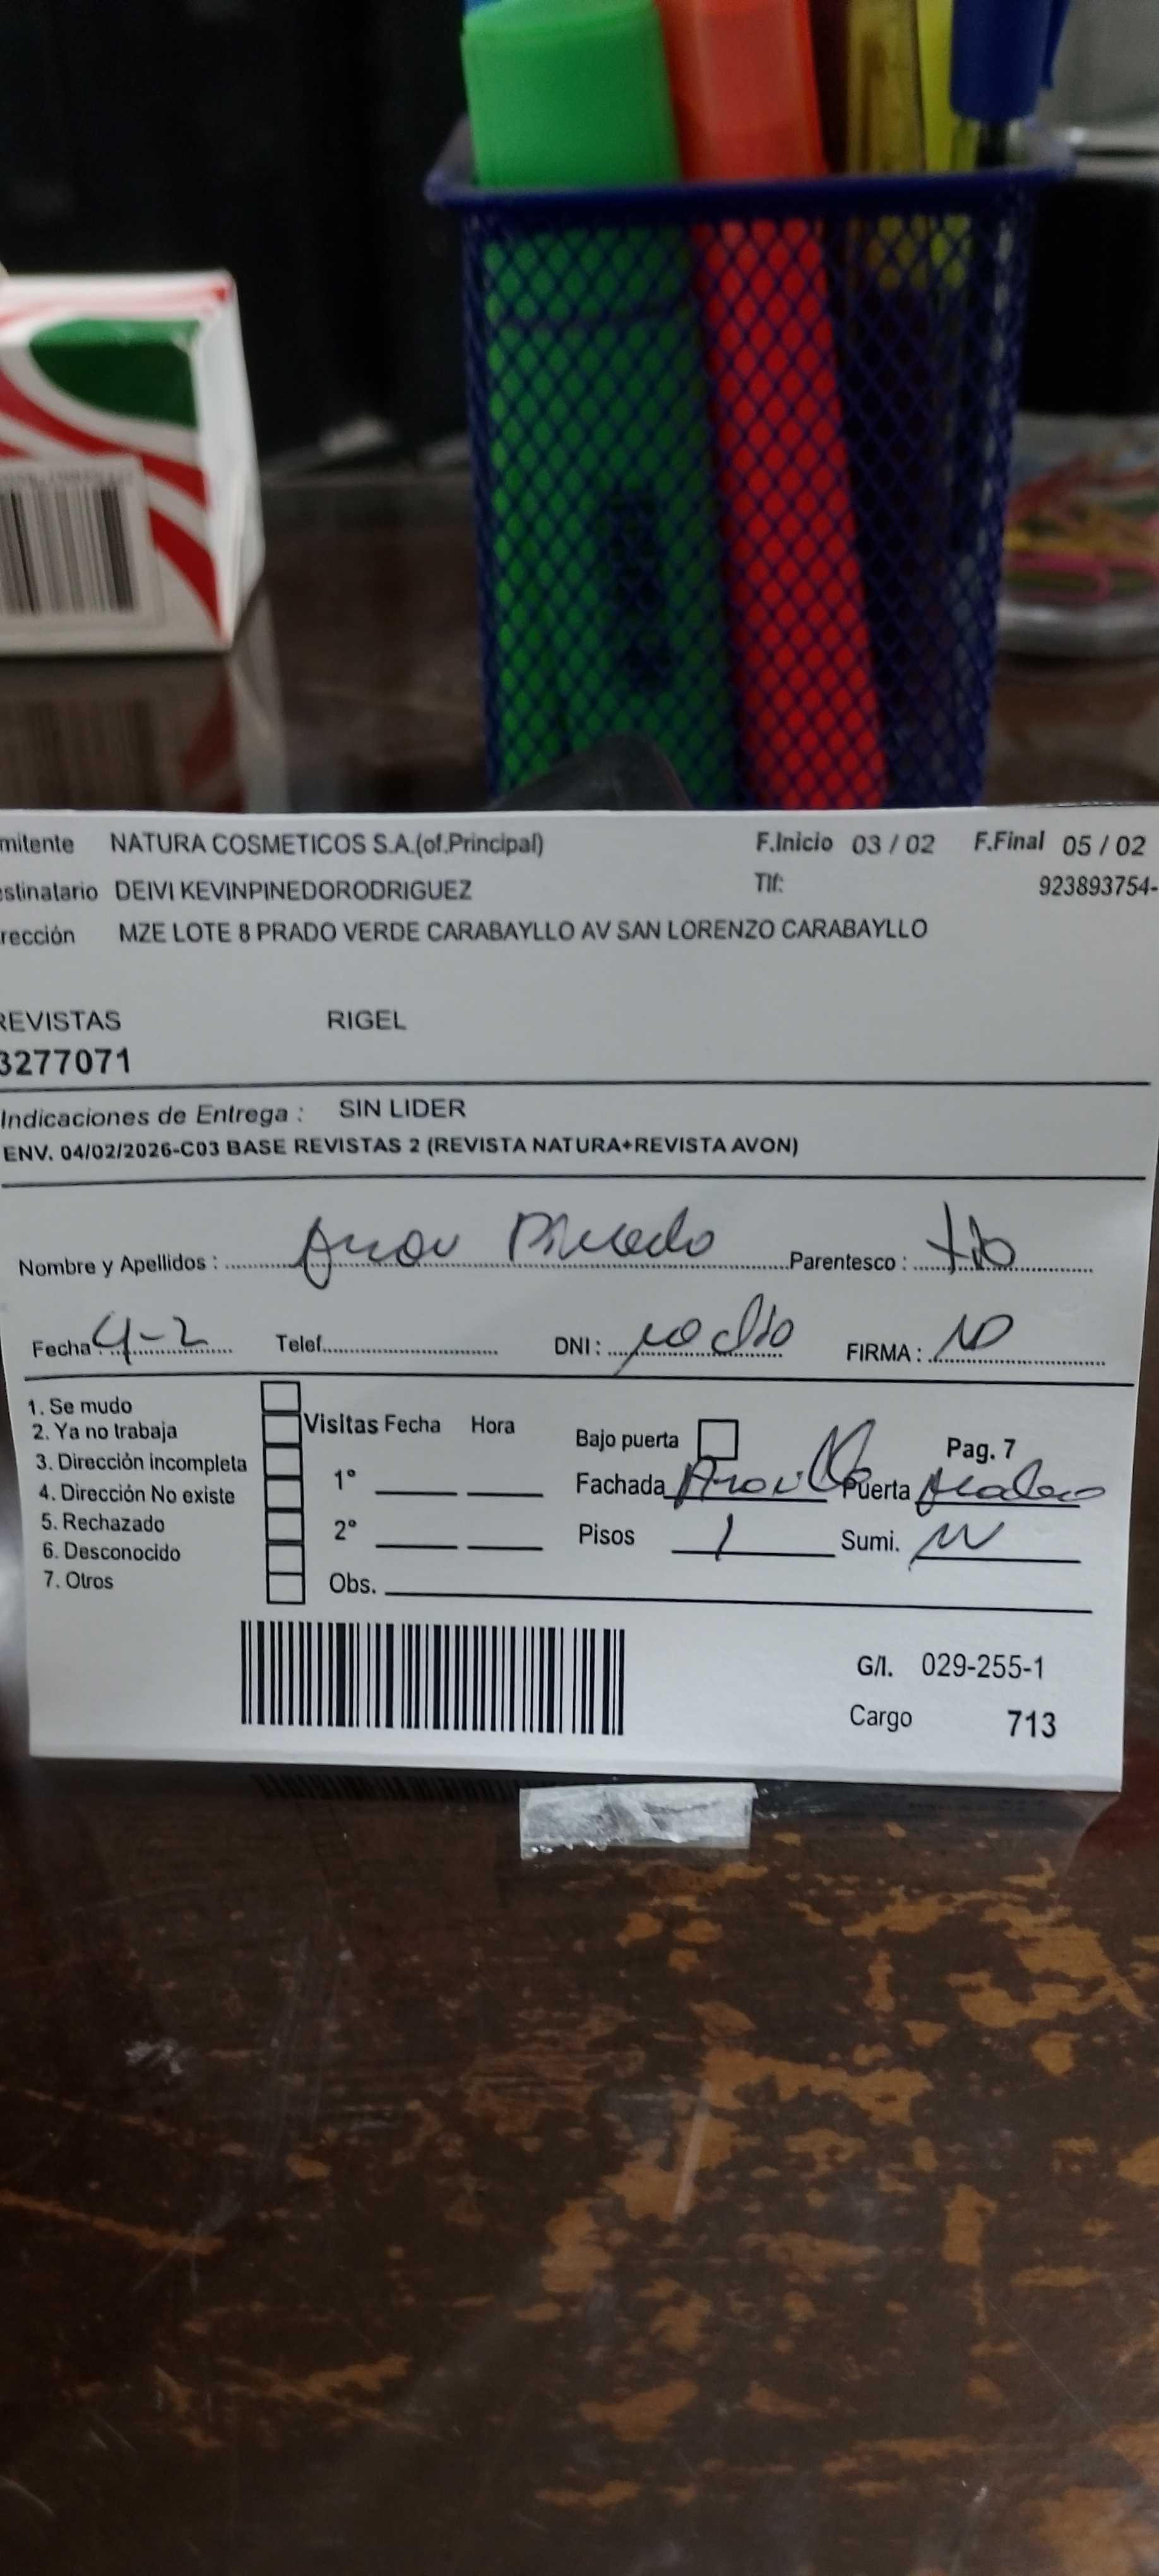 mitente NATURA COSMETICOS S.A.(of.Principal) F.Inicio 03 / 02 F.Final 05 / 02
estinatario DEIVI KEVINPINEDORODRIGUEZ Tlf: 923893754-
rección MZE LOTE 8 PRADO VERDE CARABAYLLO AV SAN LORENZO CARABAYLLO
REVISTAS RIGEL
3277071
Indicaciones de Entrega : SIN LIDER
ENV. 04/02/2026-C03 BASE REVISTAS 2 (REVISTA NATURA+REVISTA AVON)
Nombre y Apellidos : Pinedo Parentesco : tio
Fecha : 4-2 Telef. DNI : no dio FIRMA : NO
1. Se mudo
2. Ya no trabaja
3. Dirección incompleta
4. Dirección No existe
5. Rechazado
6. Desconocido
7. Otros
Visitas Fecha Hora
1°
2°
Obs.
Bajo puerta Pag. 7
Fachada Puerta
Pisos 1 Sumi.
G/l. 029-255-1
Cargo 713